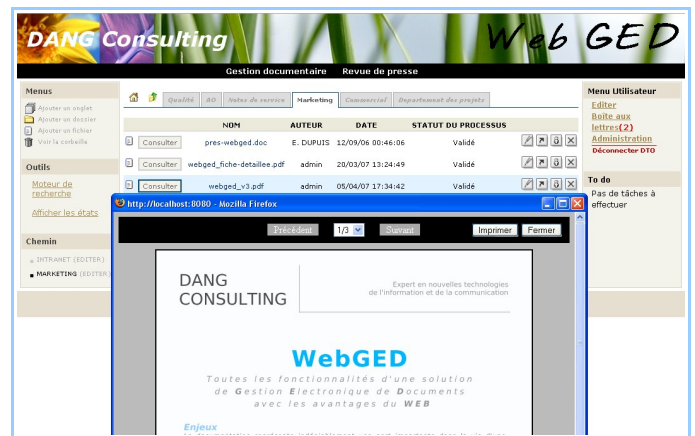 DANG Consulting
Web GED
Gestion documentaire Revue de presse
Menus
Ajouter un onglet
Ajouter un dossier
Ajouter un fichier
Voir la corbeille
Outils
Moteur de
recherche
Afficher les états
Chemin
INTRANET (EDITER)
MARKETING (EDITER)
Qualité AO Notes de service Marketing Commercial Département des projets
NOM AUTEUR DATE STATUT DU PROCESSUS
Consulter pres-webged.doc E. DUPUIS 12/09/06 00:46:06 Validé
Consulter webged_fiche-detaillee.pdf admin 20/03/07 13:24:49 Validé
Consulter webged_v3.pdf admin 05/04/07 17:34:42 Validé
Menu Utilisateur
Editer
Boite aux
lettres(2)
Administration
Déconnecter DTO
To do
Pas de tâches à
effectuer
http://localhost:8080 - Mozilla Firefox
Précédent 1/3 Suivant Imprimer Fermer
DANG
CONSULTING
Expert en nouvelles technologies
de l'information et de la communication
WebGED
Toutes les fonctionnalités d'une solution
de Gestion Electronique de Documents
avec les avantages du WEB
Enjeux